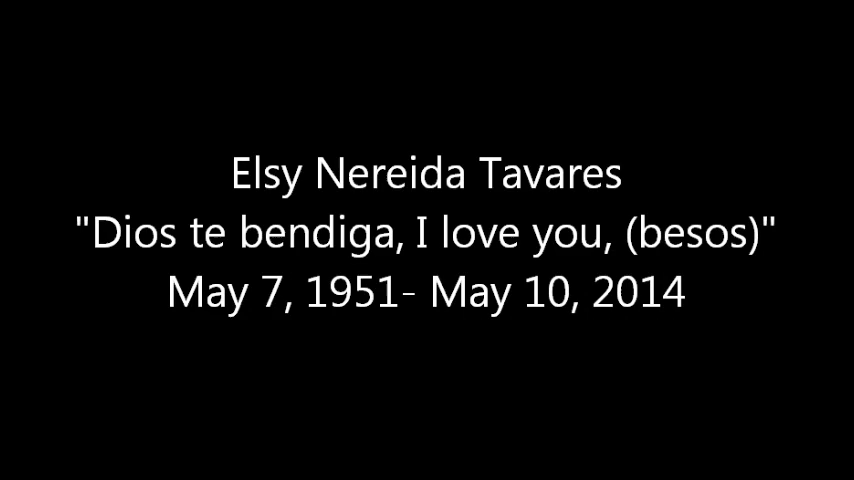 Elsy Nereida Tavares
"Dios te bendiga, I love you, (besos)"
May 7, 1951- May 10, 2014